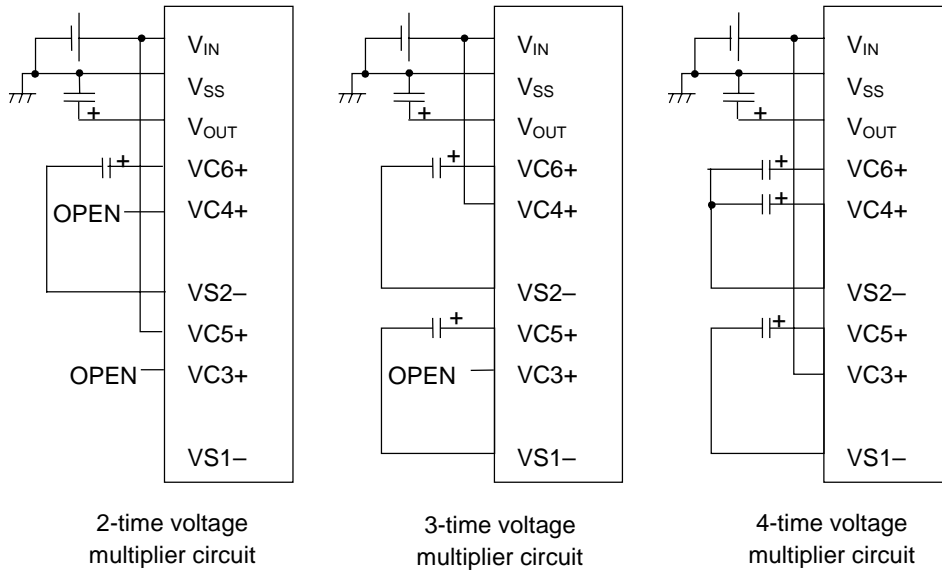 VIN
VSS
+
VOUT
+
VC6+
OPEN
VC4+
VS2–
VC5+
OPEN
VC3+
VS1–
2-time voltage
multiplier circuit
VIN
VSS
+
VOUT
+
VC6+
VC4+
VS2–
+
VC5+
OPEN
VC3+
VS1–
3-time voltage
multiplier circuit
VIN
VSS
+
VOUT
+
VC6+
+
VC4+
VS2–
+
VC5+
VC3+
VS1–
4-time voltage
multiplier circuit